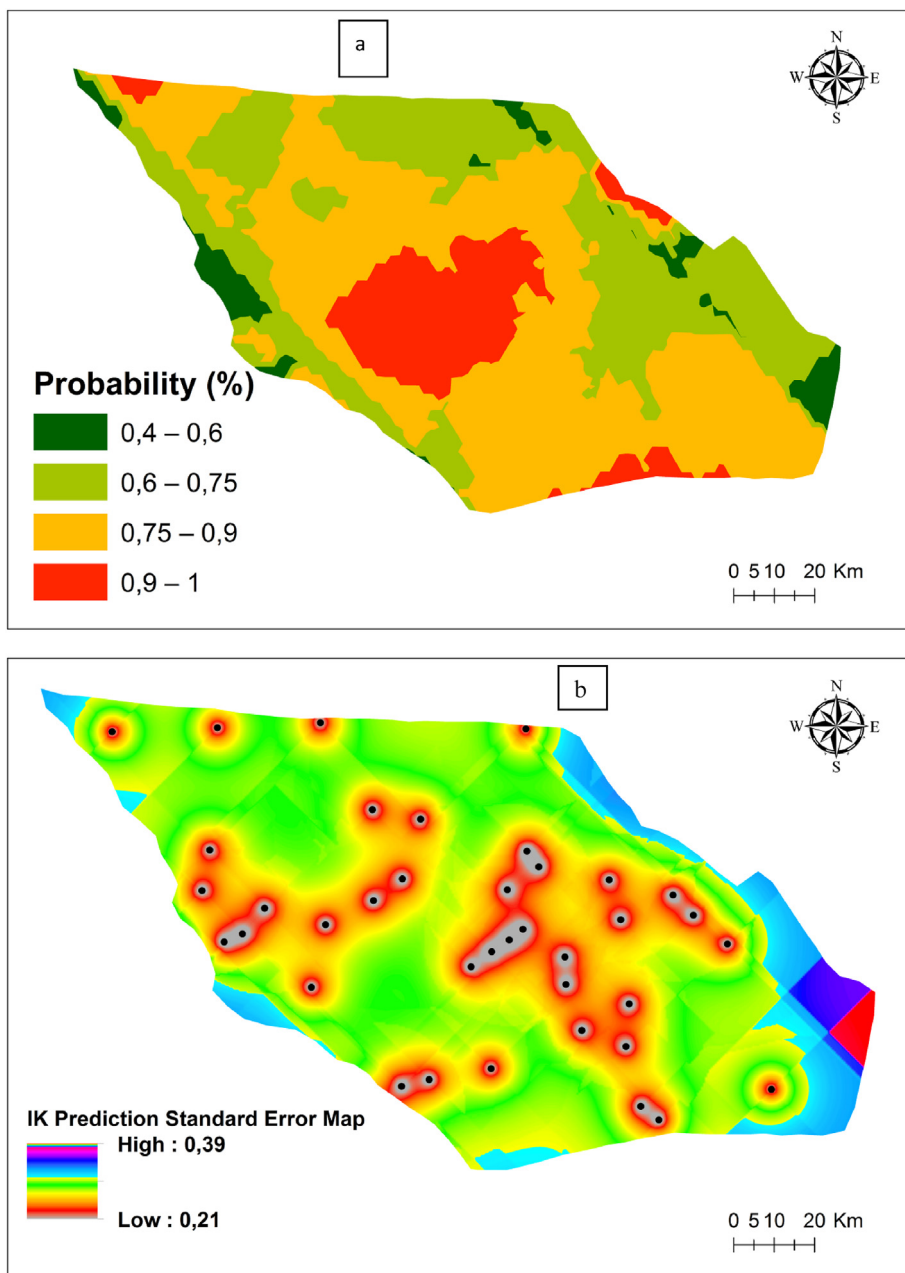 a
N
W E
S
Probability (%)
0,4 – 0,6
0,6 – 0,75
0,75 – 0,9
0,9 – 1
0 5 10 20 Km
b
N
W E
S
IK Prediction Standard Error Map
High : 0,39
Low : 0,21
0 5 10 20 Km